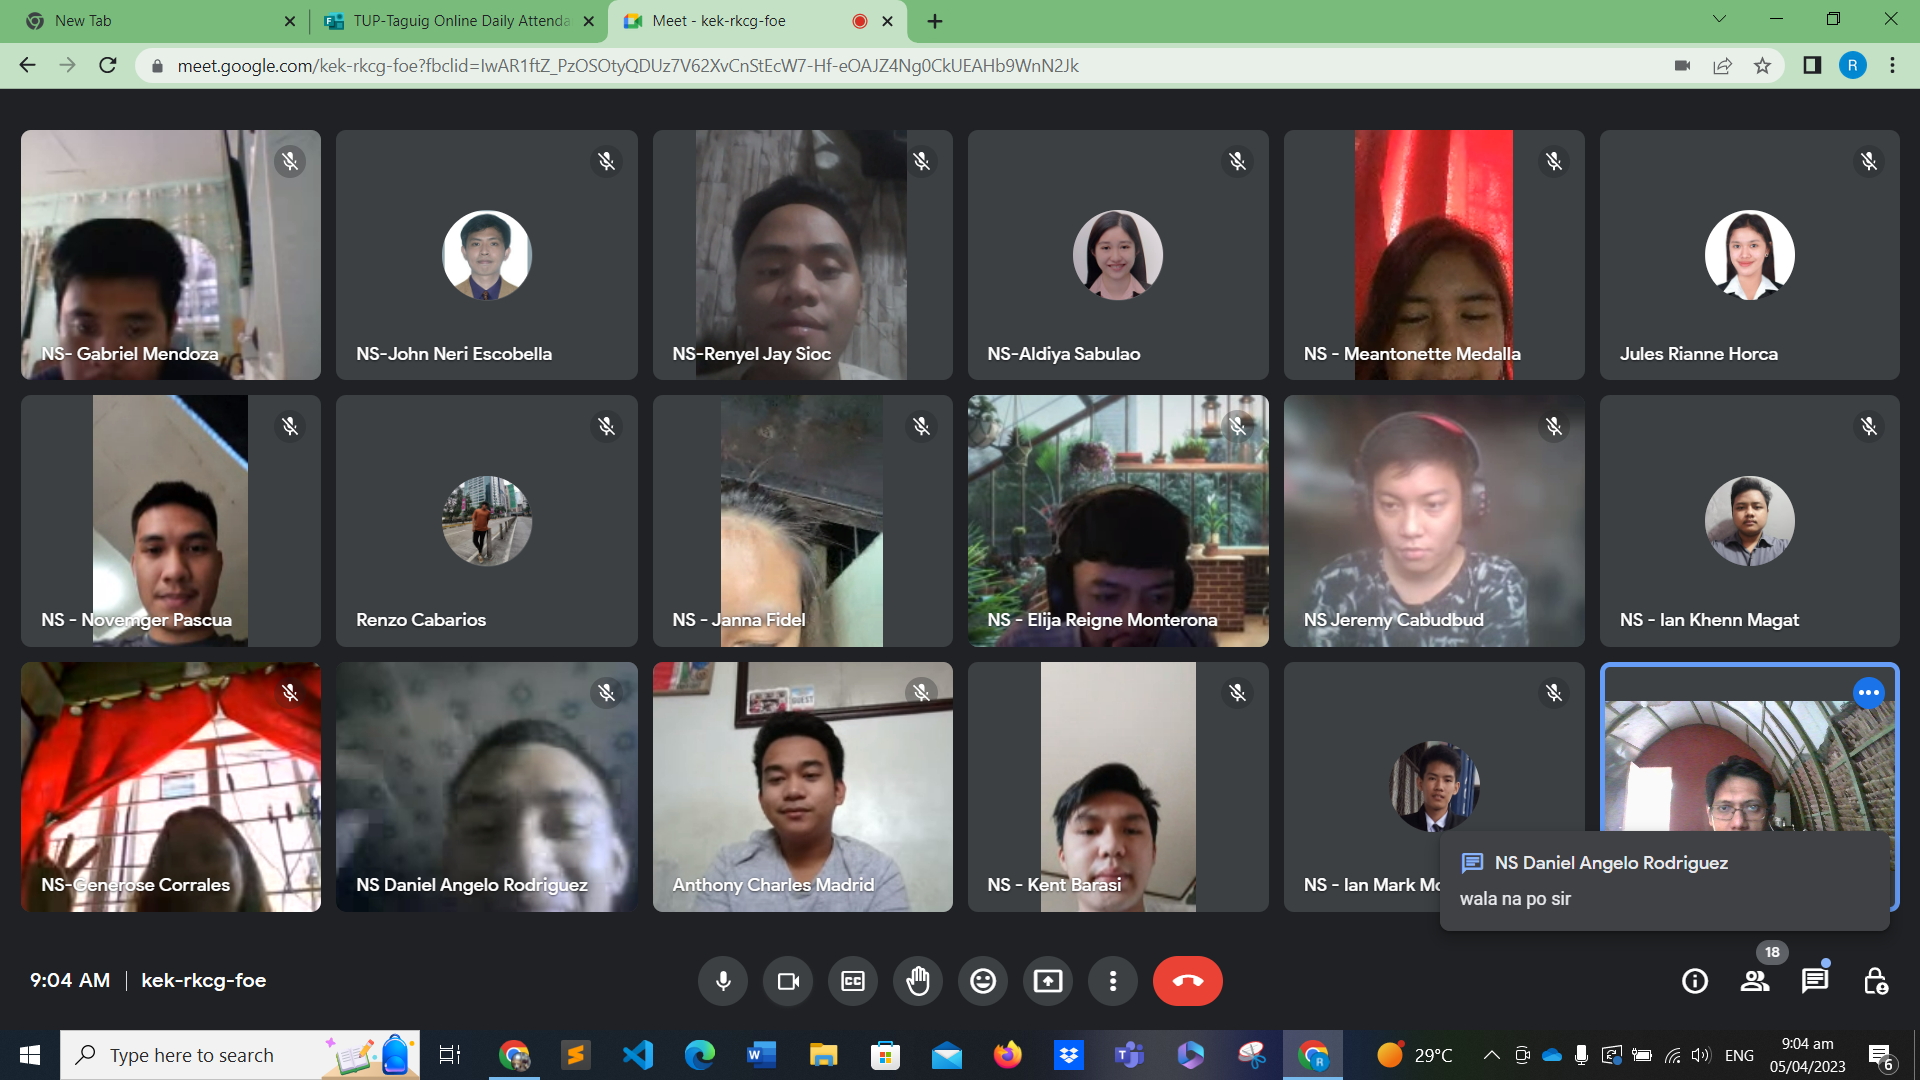 New Tab
TUP-Taguig Online Daily Attenda
Meet - kek-rkcg-foe
meet.google.com/kek-rkcg-foe?fbclid=IwAR1ftZ_PzOSOtyQDUz7V62XvCnStEcW7-Hf-eOAJZ4Ng0CkUEAHb9WnN2Jk
R
NS- Gabriel Mendoza
NS-John Neri Escobella
NS-Renyel Jay Sioc
NS-Aldiya Sabulao
NS - Meantonette Medalla
Jules Rianne Horca
NS - Novemger Pascua
Renzo Cabarios
NS - Janna Fidel
NS - Elija Reigne Monterona
NS Jeremy Cabudbud
NS - Ian Khenn Magat
NS-Generose Corrales
NS Daniel Angelo Rodriguez
Anthony Charles Madrid
NS - Kent Barasi
NS - Ian Mark Mo
NS Daniel Angelo Rodriguez
wala na po sir
9:04 AM | kek-rkcg-foe
CC
18
Type here to search
29°C
ENG
9:04 am
05/04/2023
6